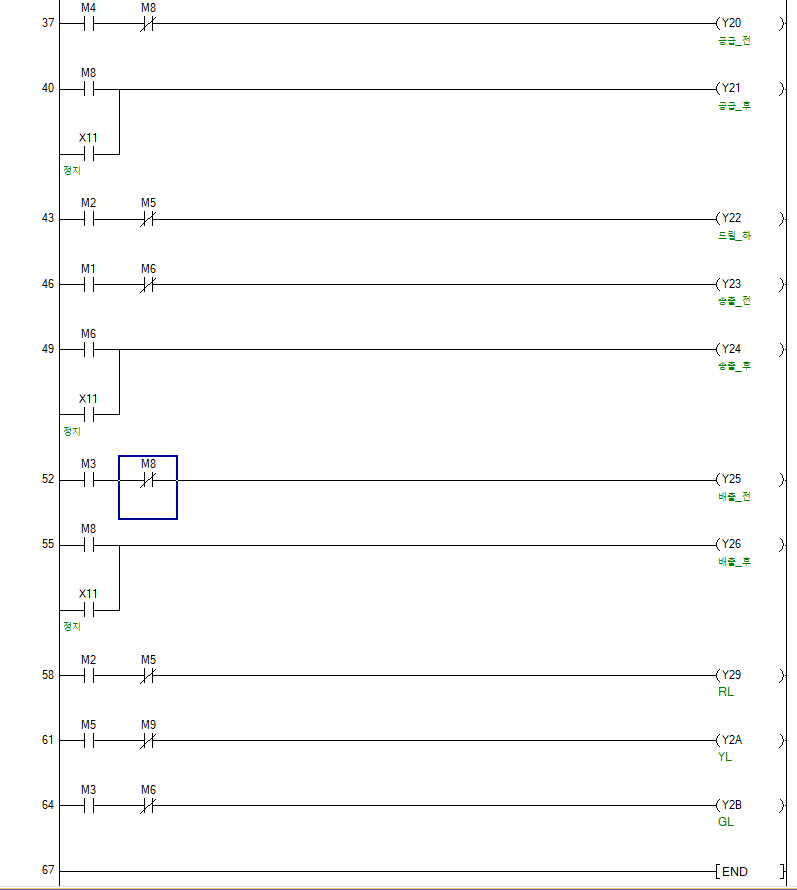 M4 M8
37 Y20
공급_전
M8
40 Y21
공급_후
X11
정지
M2 M5
43 Y22
드릴_하
M1 M6
46 Y23
송출_전
M6
49 Y24
송출_후
X11
정지
M3 M8
52 Y25
배출_전
M8
55 Y26
배출_후
X11
정지
M2 M5
58 Y29
RL
M5 M9
61 Y2A
YL
M3 M6
64 Y2B
GL
67 END